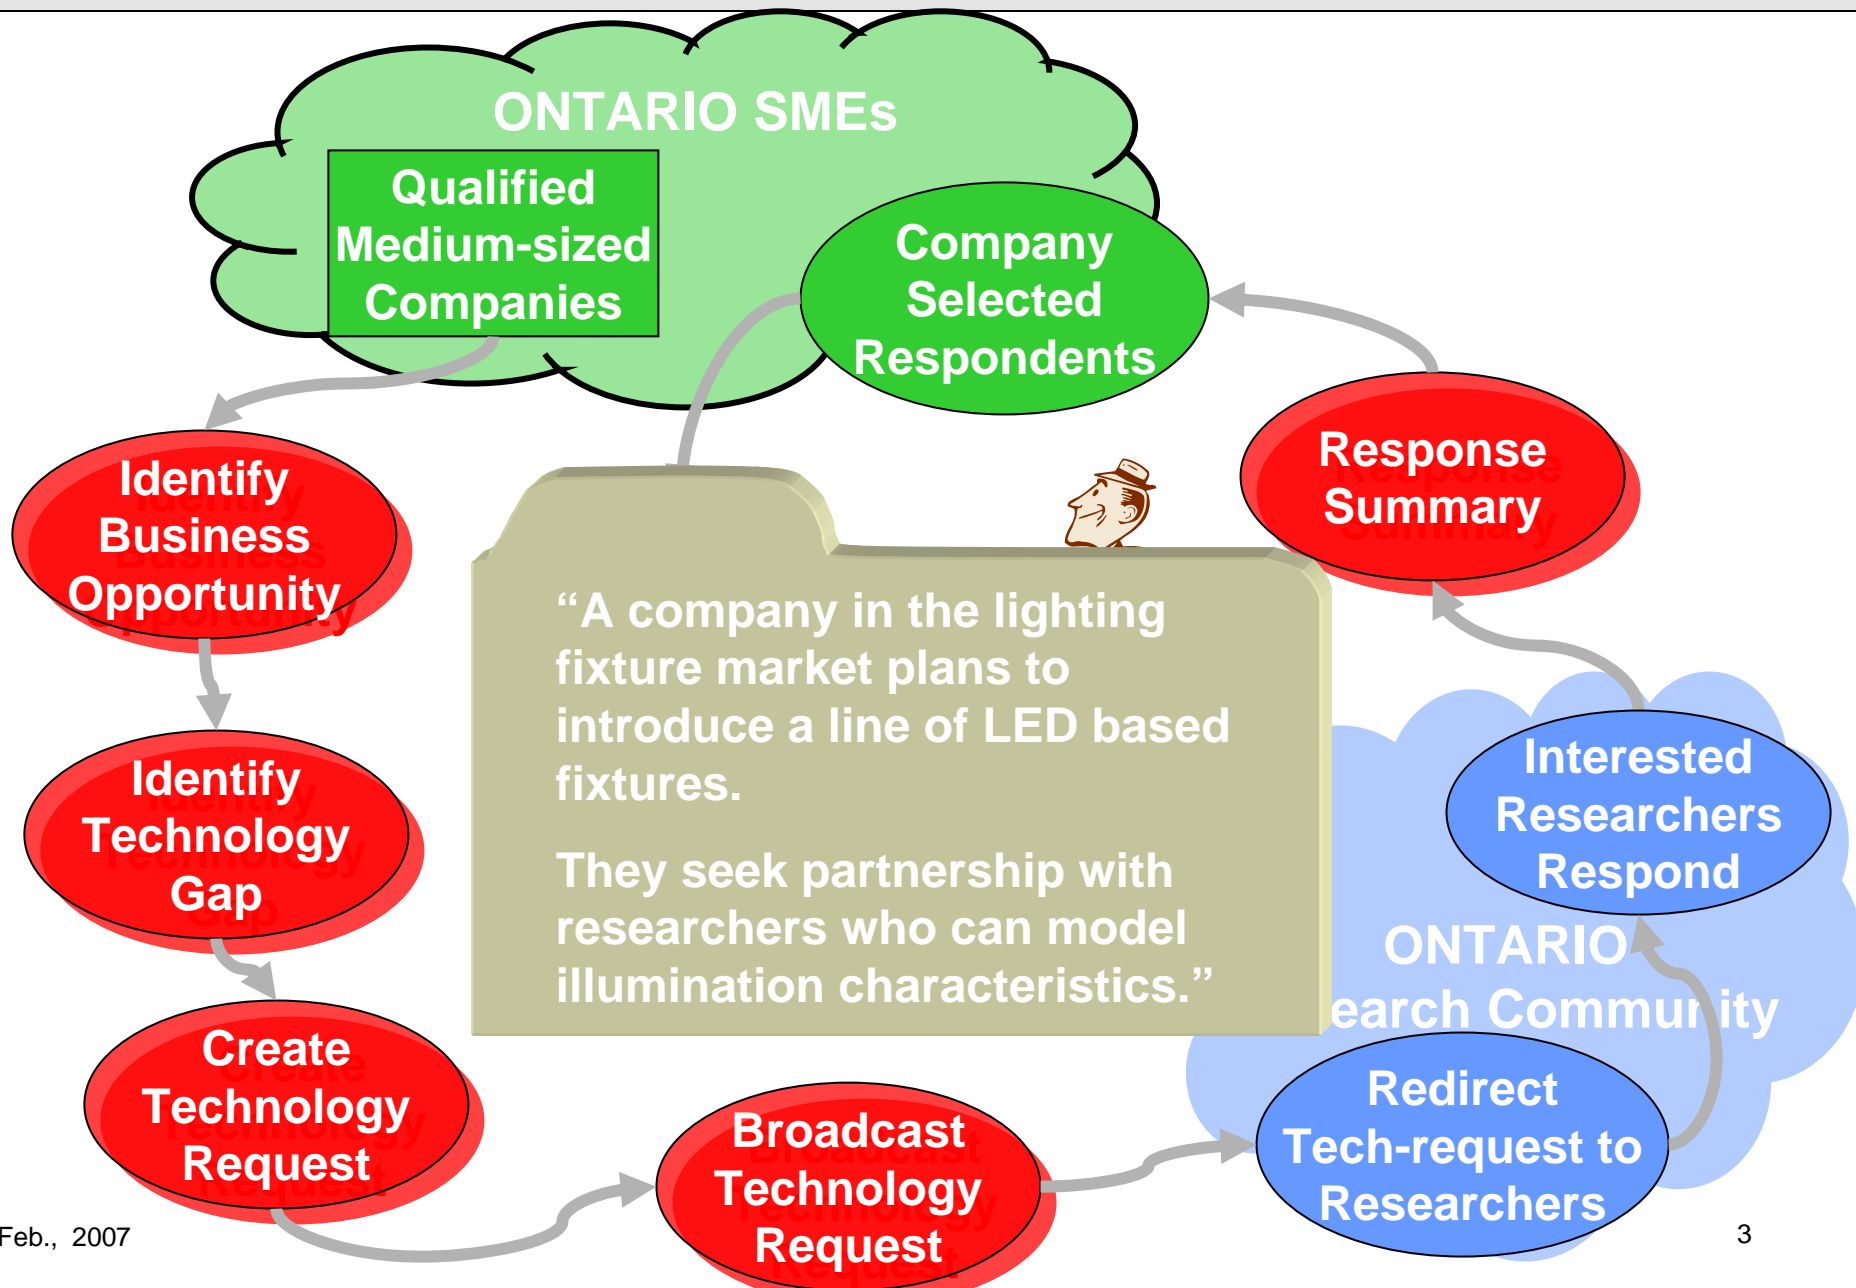 ONTARIO SMEs
Qualified
Medium-sized
Companies
Company
Selected
Respondents
Response
Summary
Identify
Business
Opportunity
“A company in the lighting
fixture market plans to
introduce a line of LED based
fixtures.
They seek partnership with
researchers who can model
illumination characteristics.”
Identify
Technology
Gap
Interested
Researchers
Respond
ONTARIO
earch Community
Create
Technology
Request
Broadcast
Technology
Request
Redirect
Tech-request to
Researchers
Feb., 2007
3